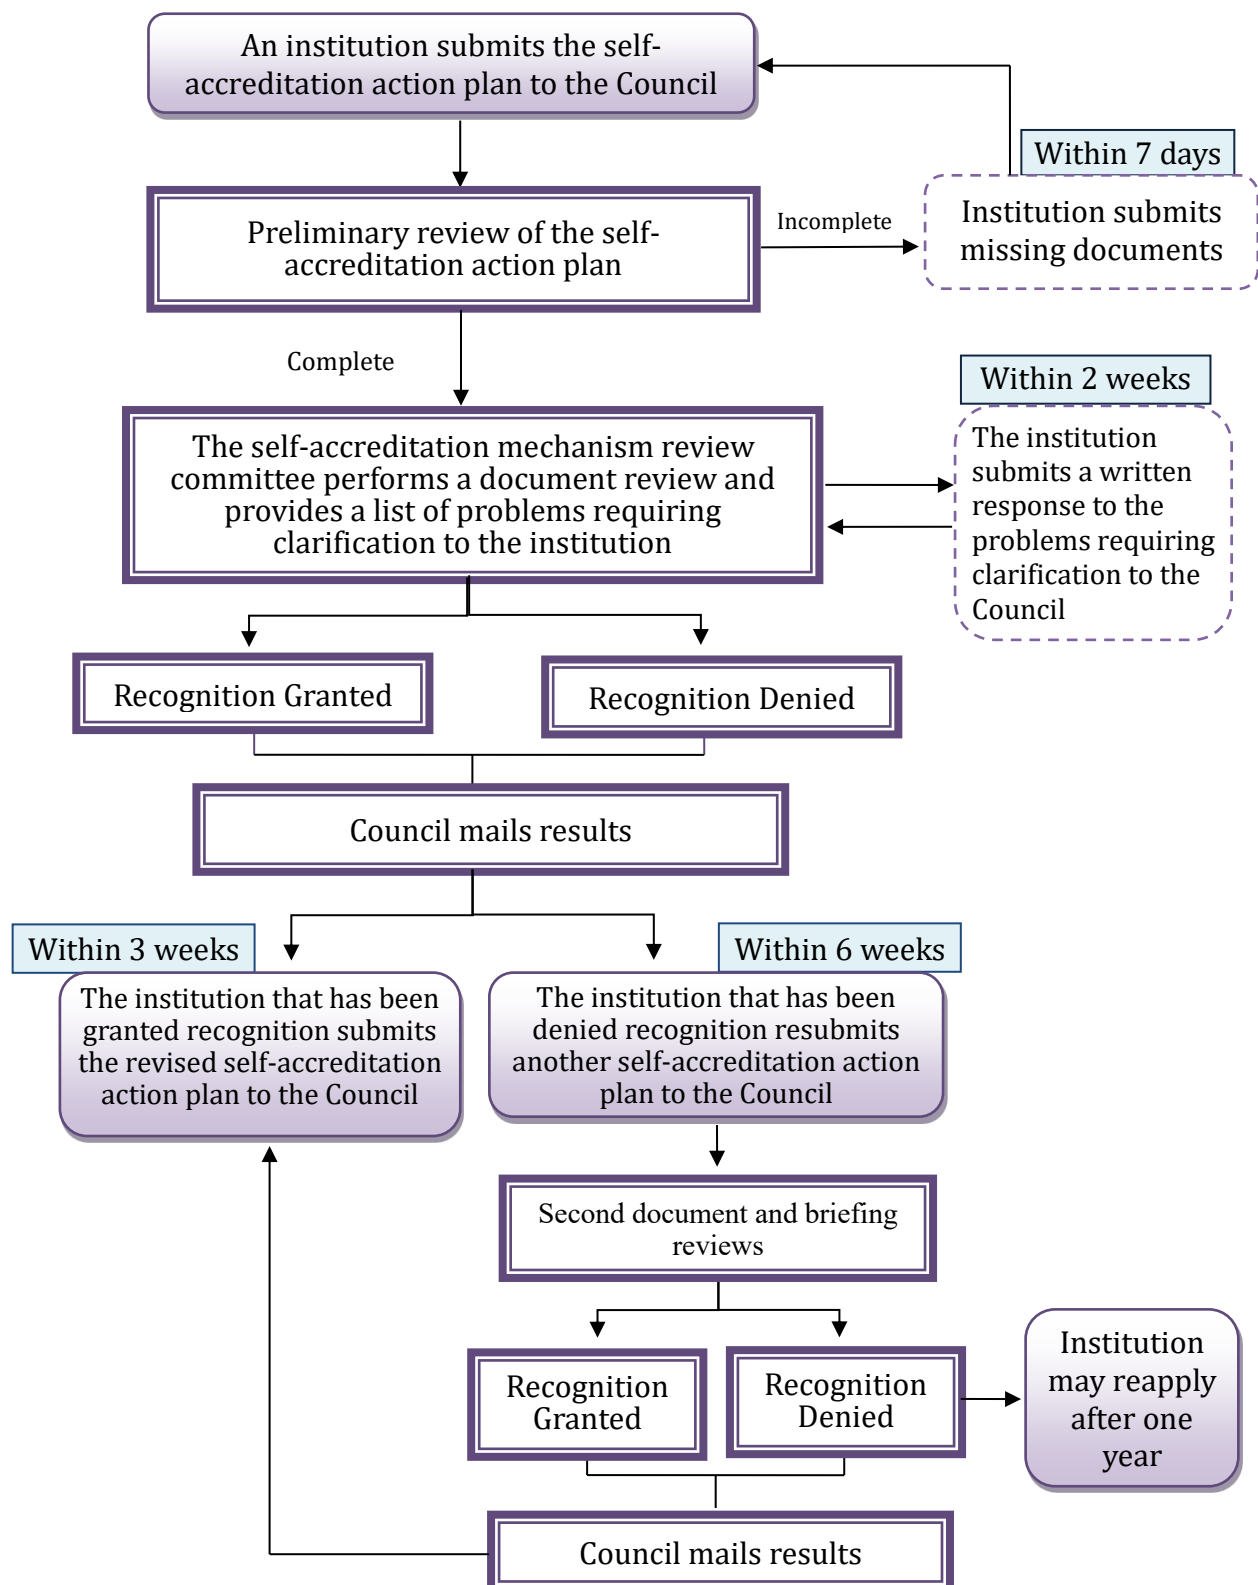 An institution submits the self-
accreditation action plan to the Council
Within 7 days
Institution submits
missing documents
Preliminary review of the self-
accreditation action plan
Incomplete
Complete
Within 2 weeks
The institution
submits a written
response to the
problems requiring
clarification to the
Council
The self-accreditation mechanism review
committee performs a document review and
provides a list of problems requiring
clarification to the institution
Recognition Granted
Recognition Denied
Council mails results
Within 3 weeks
The institution that has been
granted recognition submits
the revised self-accreditation
action plan to the Council
Within 6 weeks
The institution that has been
denied recognition resubmits
another self-accreditation action
plan to the Council
Second document and briefing
reviews
Recognition
Granted
Recognition
Denied
Institution
may reapply
after one
year
Council mails results